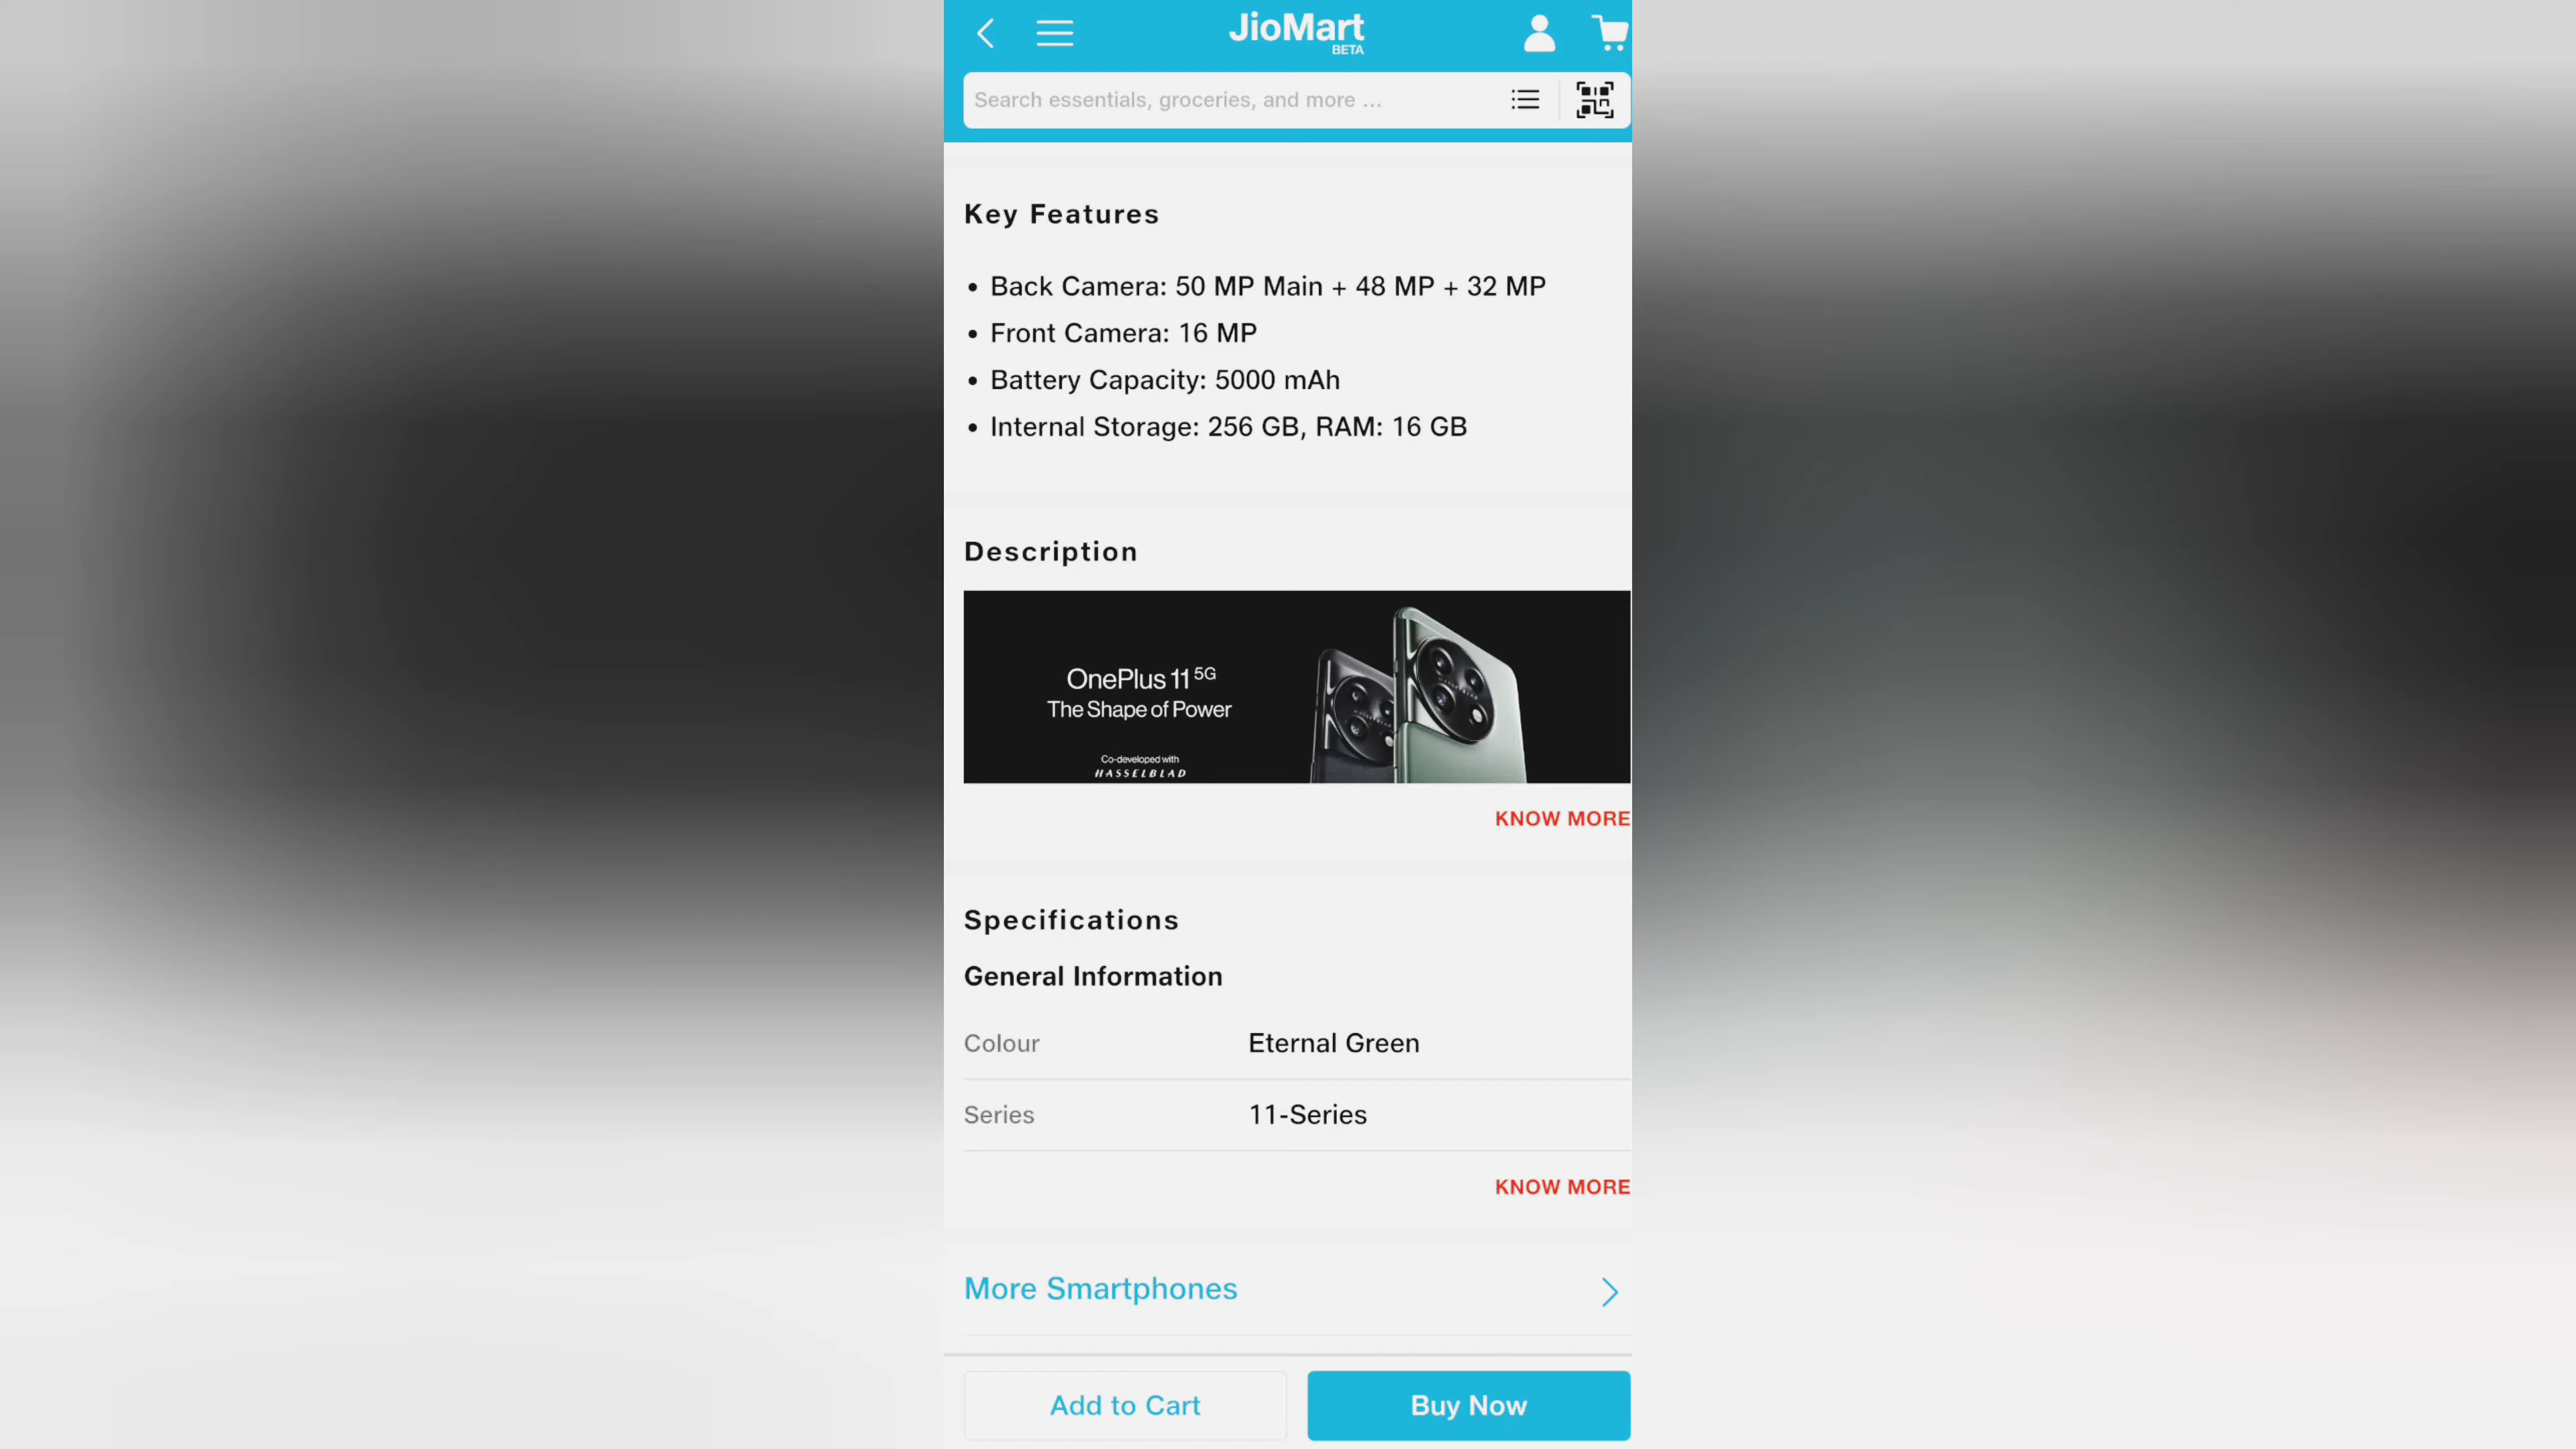 JioMart
BETA
Search essentials, groceries, and more ...
Key Features
• Back Camera: 50 MP Main + 48 MP + 32 MP
• Front Camera: 16 MP
• Battery Capacity: 5000 mAh
• Internal Storage: 256 GB, RAM: 16 GB
Description
OnePlus 11 5G
The Shape of Power
Co-developed with
HASSELBLAD
KNOW MORE
Specifications
General Information
Colour Eternal Green
Series 11-Series
KNOW MORE
More Smartphones
Add to Cart Buy Now